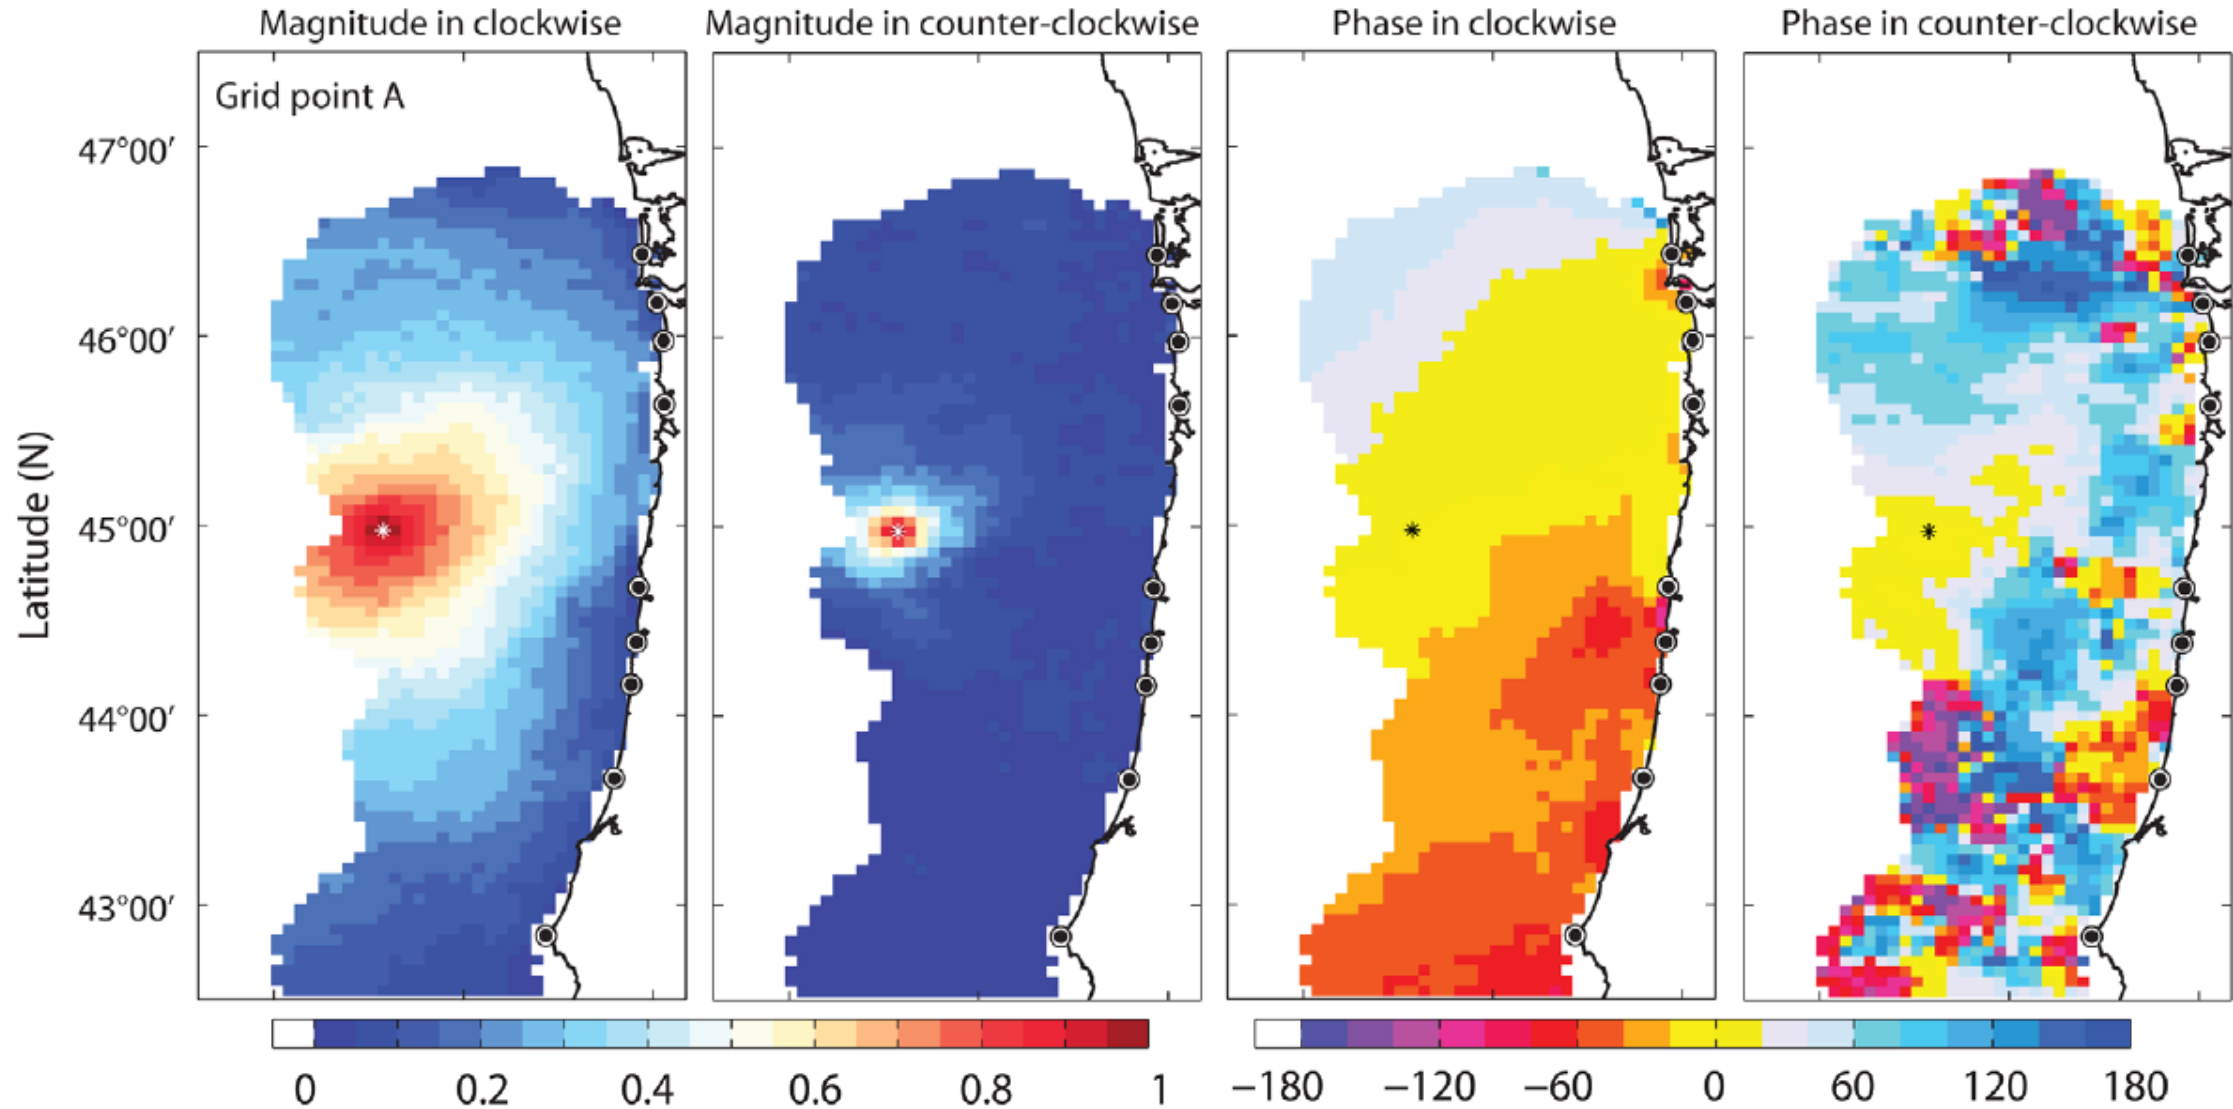 Magnitude in clockwise
Magnitude in counter-clockwise
Phase in clockwise
Phase in counter-clockwise
Grid point A
Latitude (N)
47°00′
46°00′
45°00′
44°00′
43°00′
0 0.2 0.4 0.6 0.8 1
−180 −120 −60 0 60 120 180